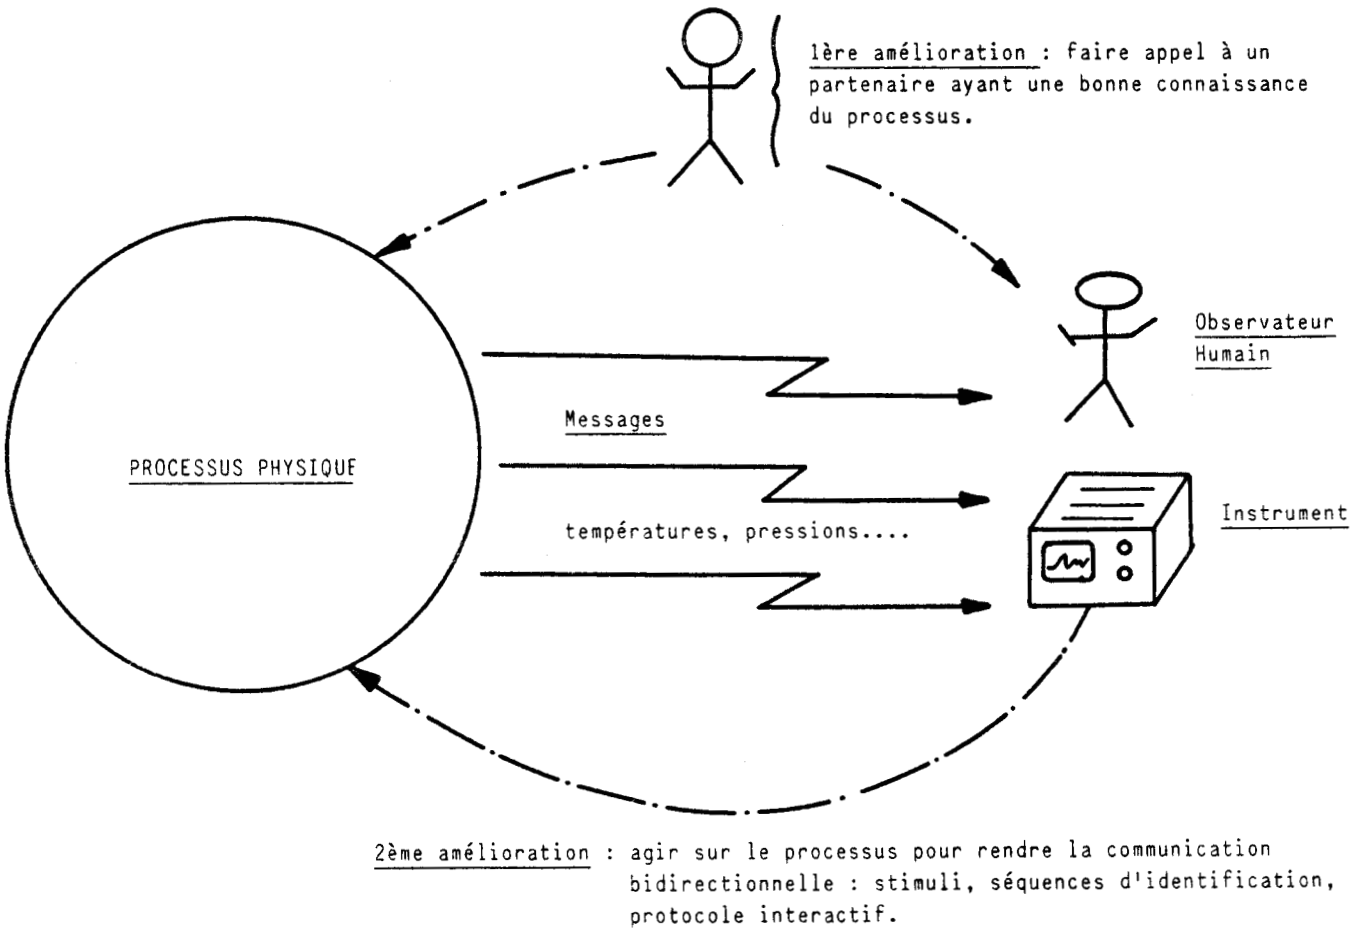 1ère amélioration : faire appel à un
partenaire ayant une bonne connaissance
du processus.
Observateur
Humain
Messages
PROCESSUS PHYSIQUE
Instrument
températures, pressions....
2ème amélioration : agir sur le processus pour rendre la communication
bidirectionnelle : stimuli, séquences d'identification,
protocole interactif.